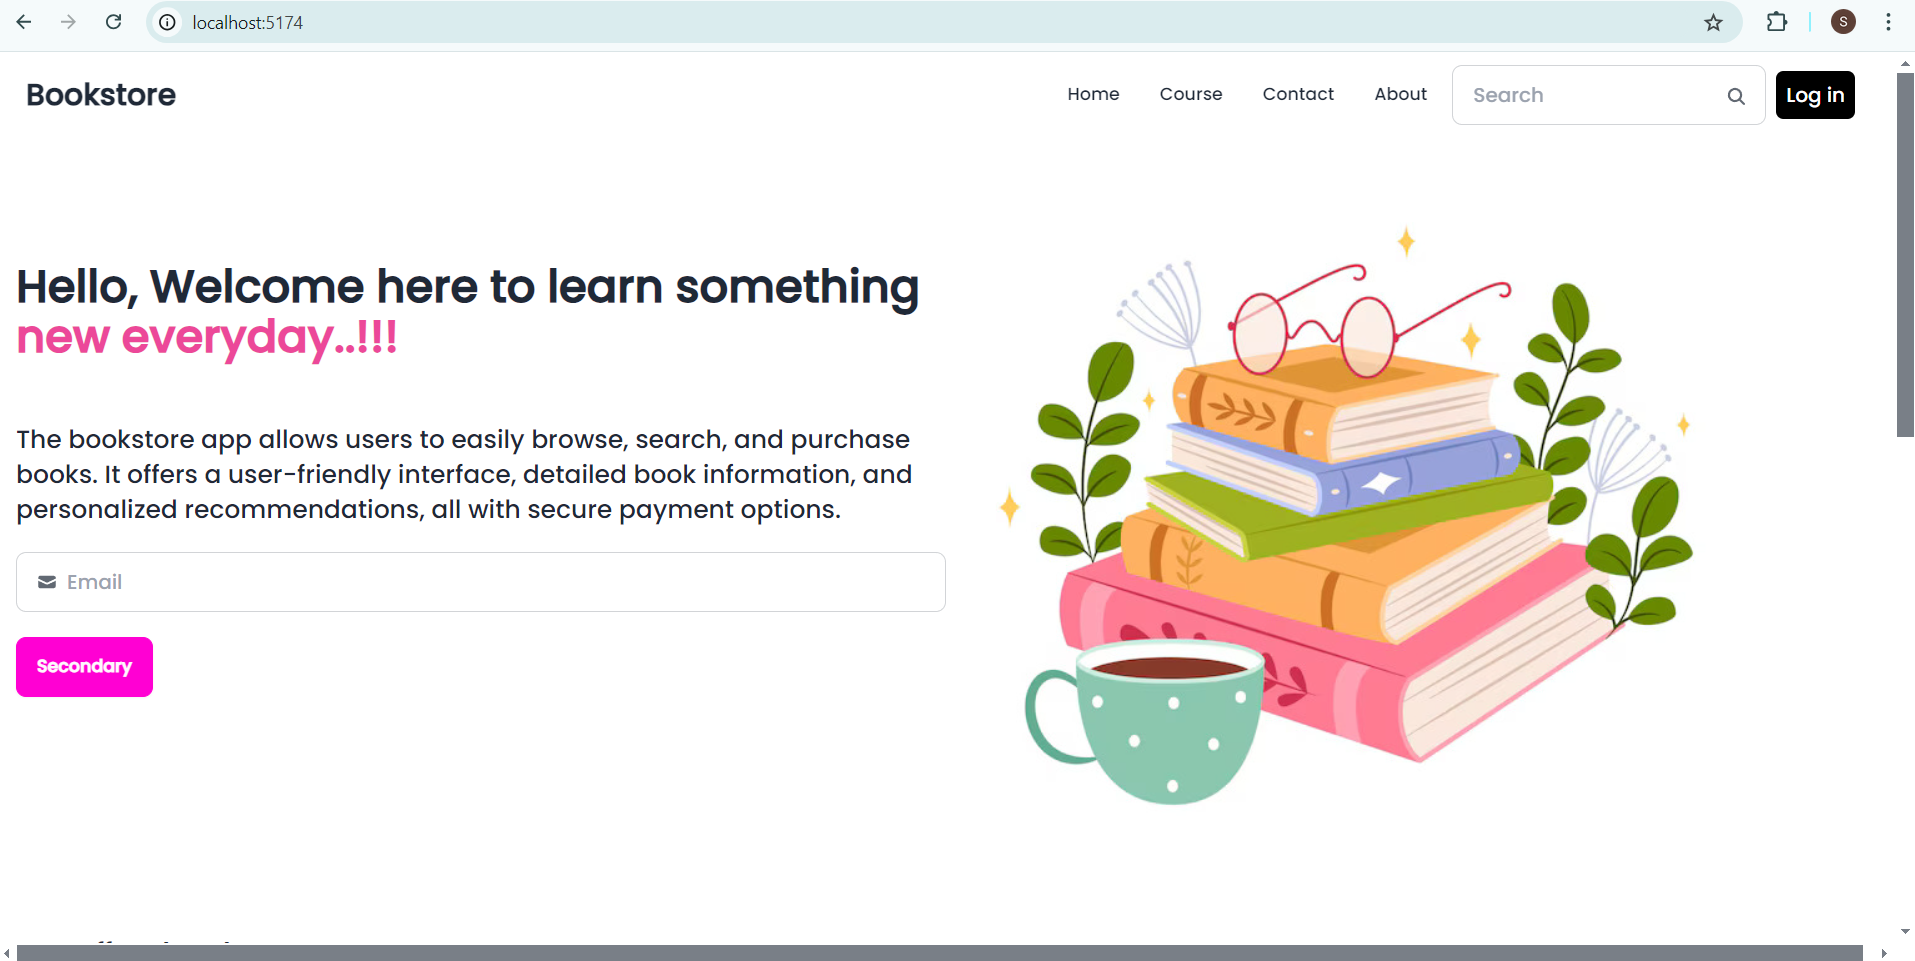 localhost:5174
S
Bookstore
Home
Course
Contact
About
Search
Log in
Hello, Welcome here to learn something
new everyday..!!!
The bookstore app allows users to easily browse, search, and purchase
books. It offers a user-friendly interface, detailed book information, and
personalized recommendations, all with secure payment options.
Email
Secondary